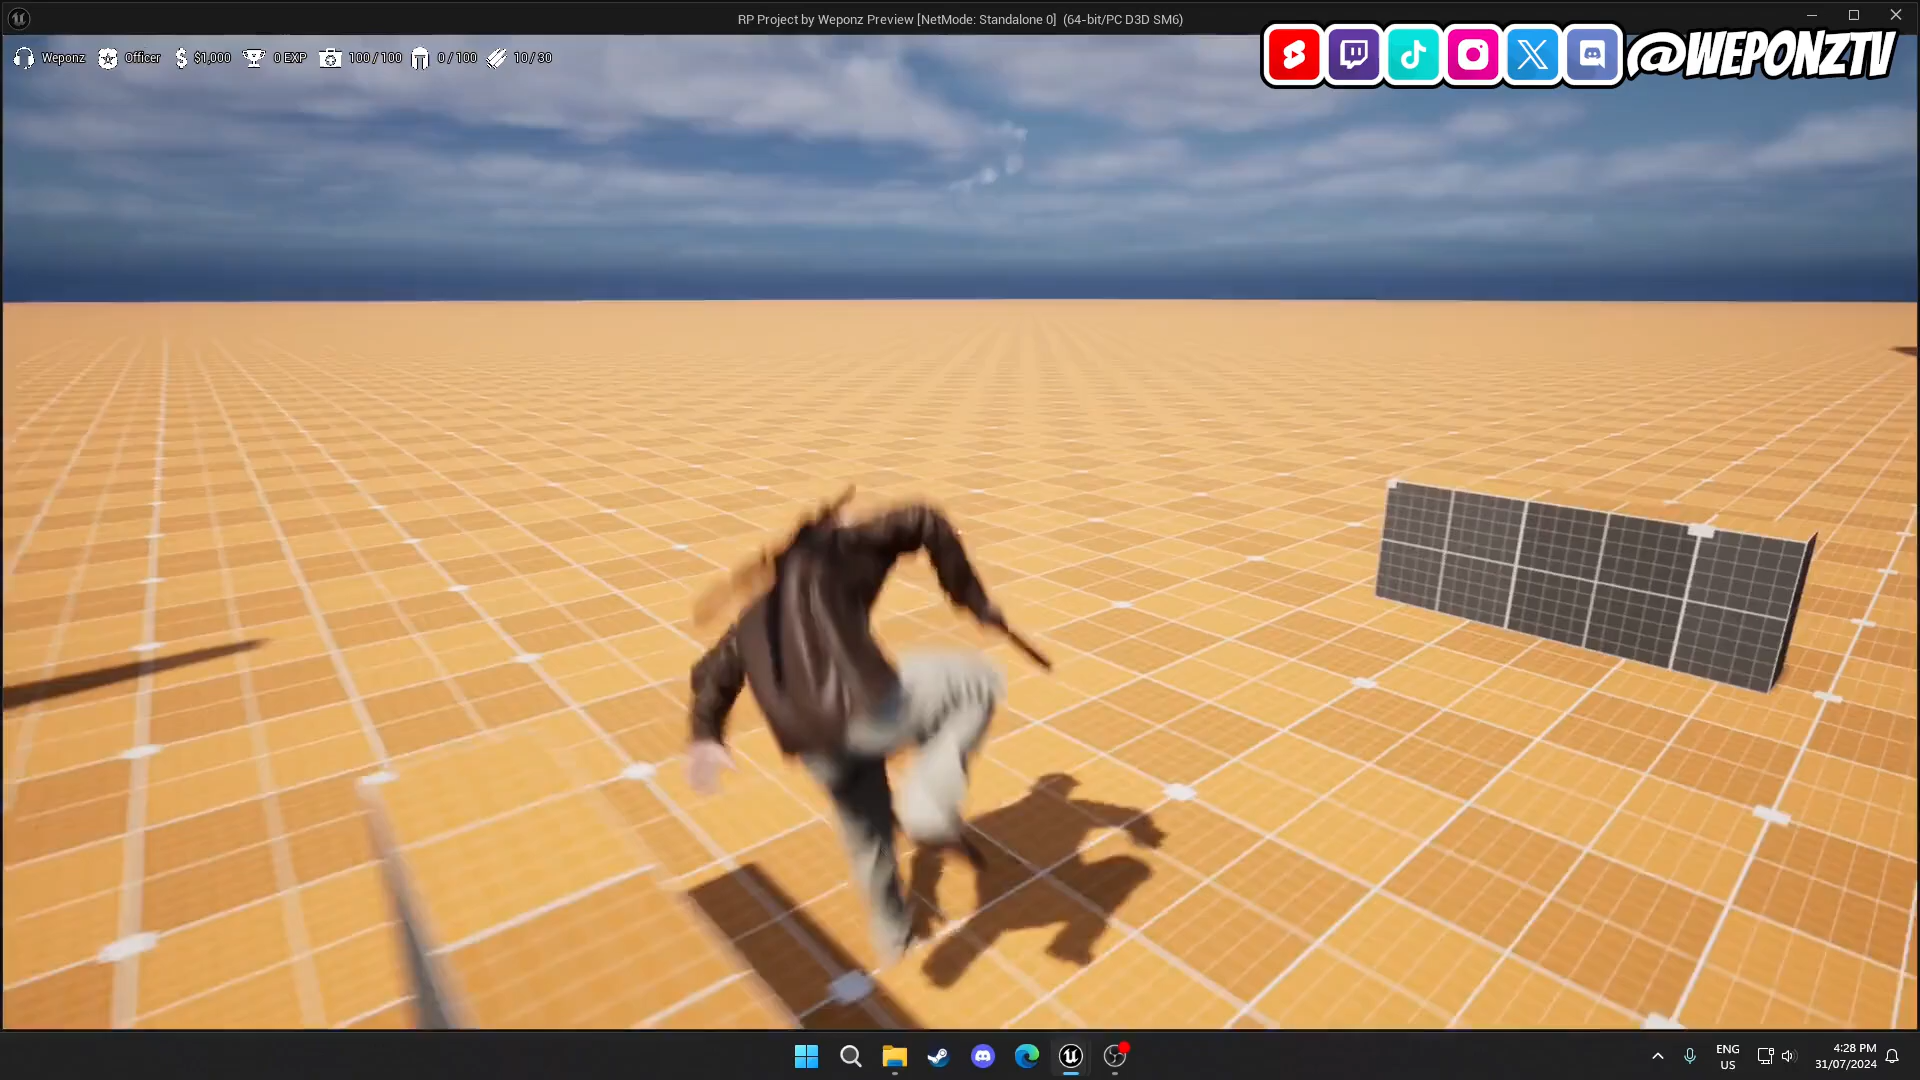 RP Project by Weponz Preview [NetMode: Standalone 0] (64-bit/PC D3D SM6)
Weponz Officer $1,000 0 EXP 100 / 100 0 / 100 10 / 30
@WEPONZTV
ENG
US
4:28 PM
31/07/2024